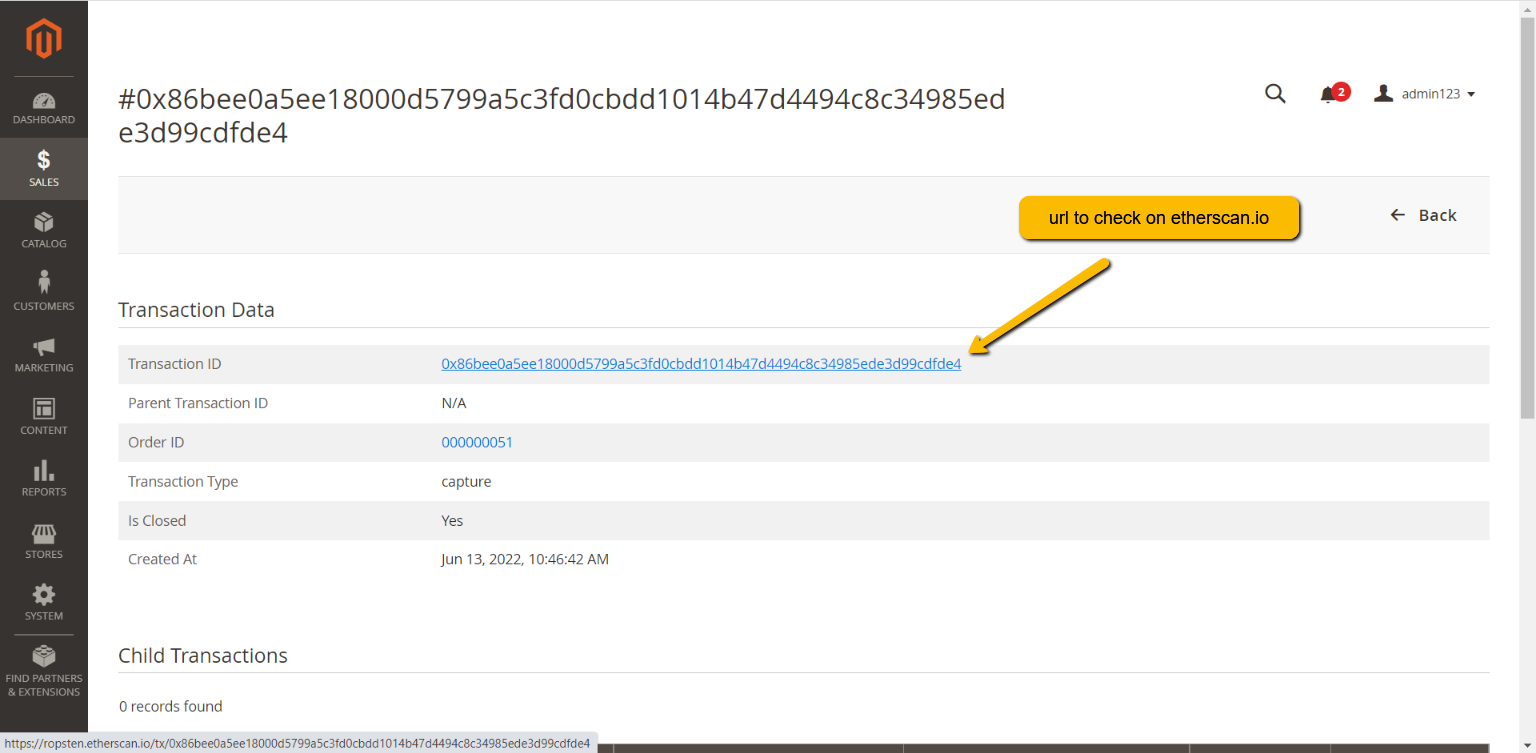 #0x86bee0a5ee18000d5799a5c3fd0cbdd1014b47d4494c8c34985ed
e3d99cdfde4
2
admin123
url to check on etherscan.io
Back
Transaction Data
Transaction ID 0x86bee0a5ee18000d5799a5c3fd0cbdd1014b47d4494c8c34985ede3d99cdfde4
Parent Transaction ID N/A
Order ID 000000051
Transaction Type capture
Is Closed Yes
Created At Jun 13, 2022, 10:46:42 AM
Child Transactions
0 records found
DASHBOARD
$
SALES
CATALOG
CUSTOMERS
MARKETING
CONTENT
REPORTS
STORES
SYSTEM
FIND PARTNERS
& EXTENSIONS
https://ropsten.etherscan.io/tx/0x86bee0a5ee18000d5799a5c3fd0cbdd1014b47d4494c8c34985ede3d99cdfde4